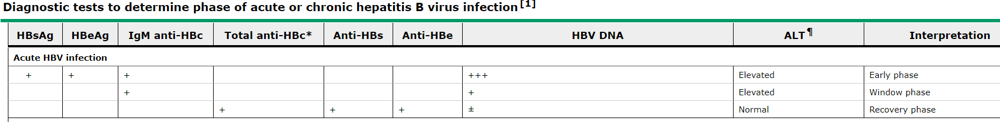 Diagnostic tests to determine phase of acute or chronic hepatitis B virus infection[1]
HBsAg HBeAg IgM anti-HBc Total anti-HBc* Anti-HBs Anti-HBe HBV DNA ALT¶ Interpretation
Acute HBV infection
+ + + +++ Elevated Early phase
+ + Elevated Window phase
+ + + ± Normal Recovery phase